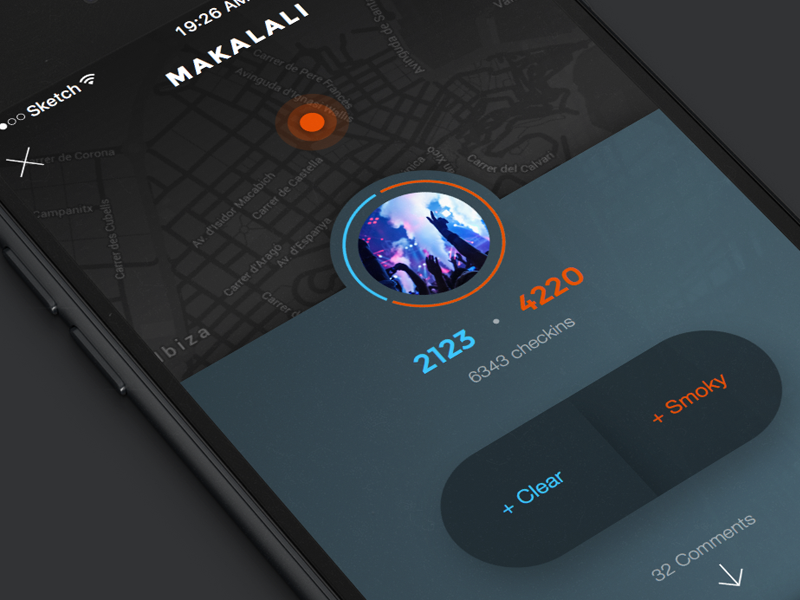 19:26 AM
Sketch
MAKALALI
Carrer de Pere Francès
Avinguda d'Ignasi Wallis
Carrer de Corona
Campanitx
Carrer des Cubells
Av d'Isidor Macabich
Carrer de Castella
Av d'Espanya
Carrer d'Aragó
Carrer del Calvari
Ibiza
2123 • 4220
6343 checkins
+ Clear
+ Smoky
32 Comments